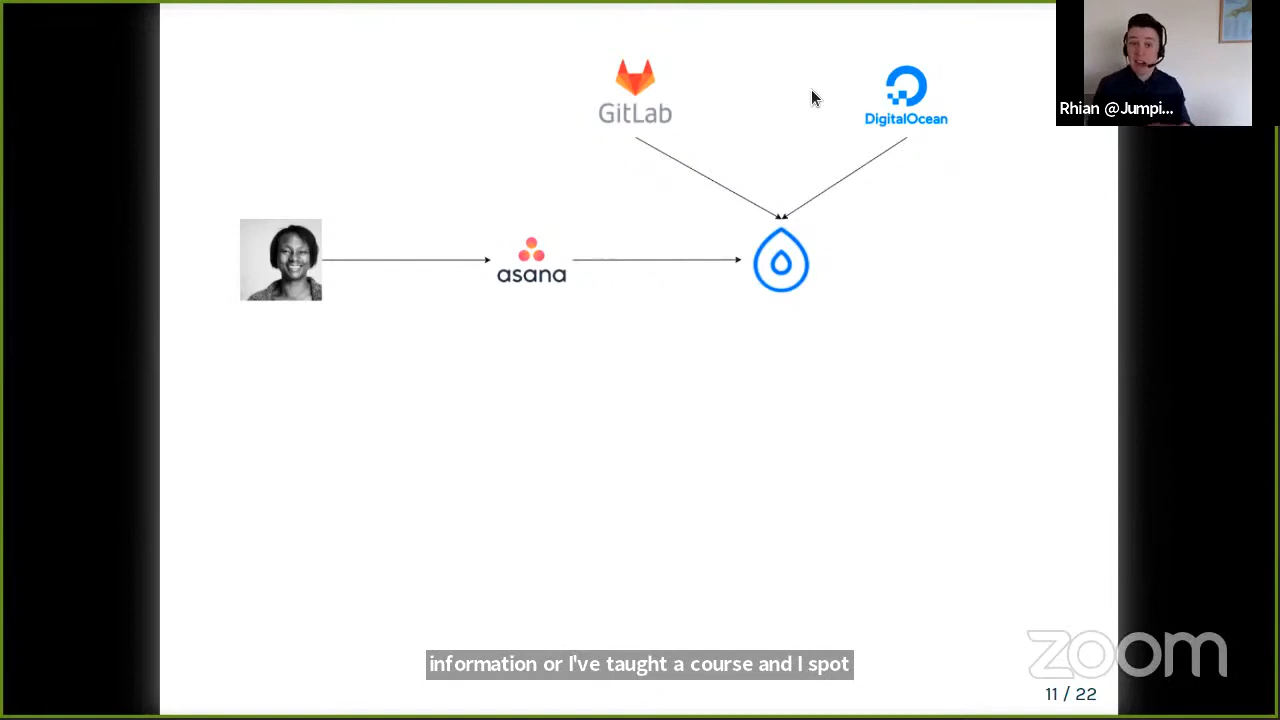 GitLab
DigitalOcean
Rhian @Jumpi...
asana
information or I've taught a course and I spot
zoom
11 / 22